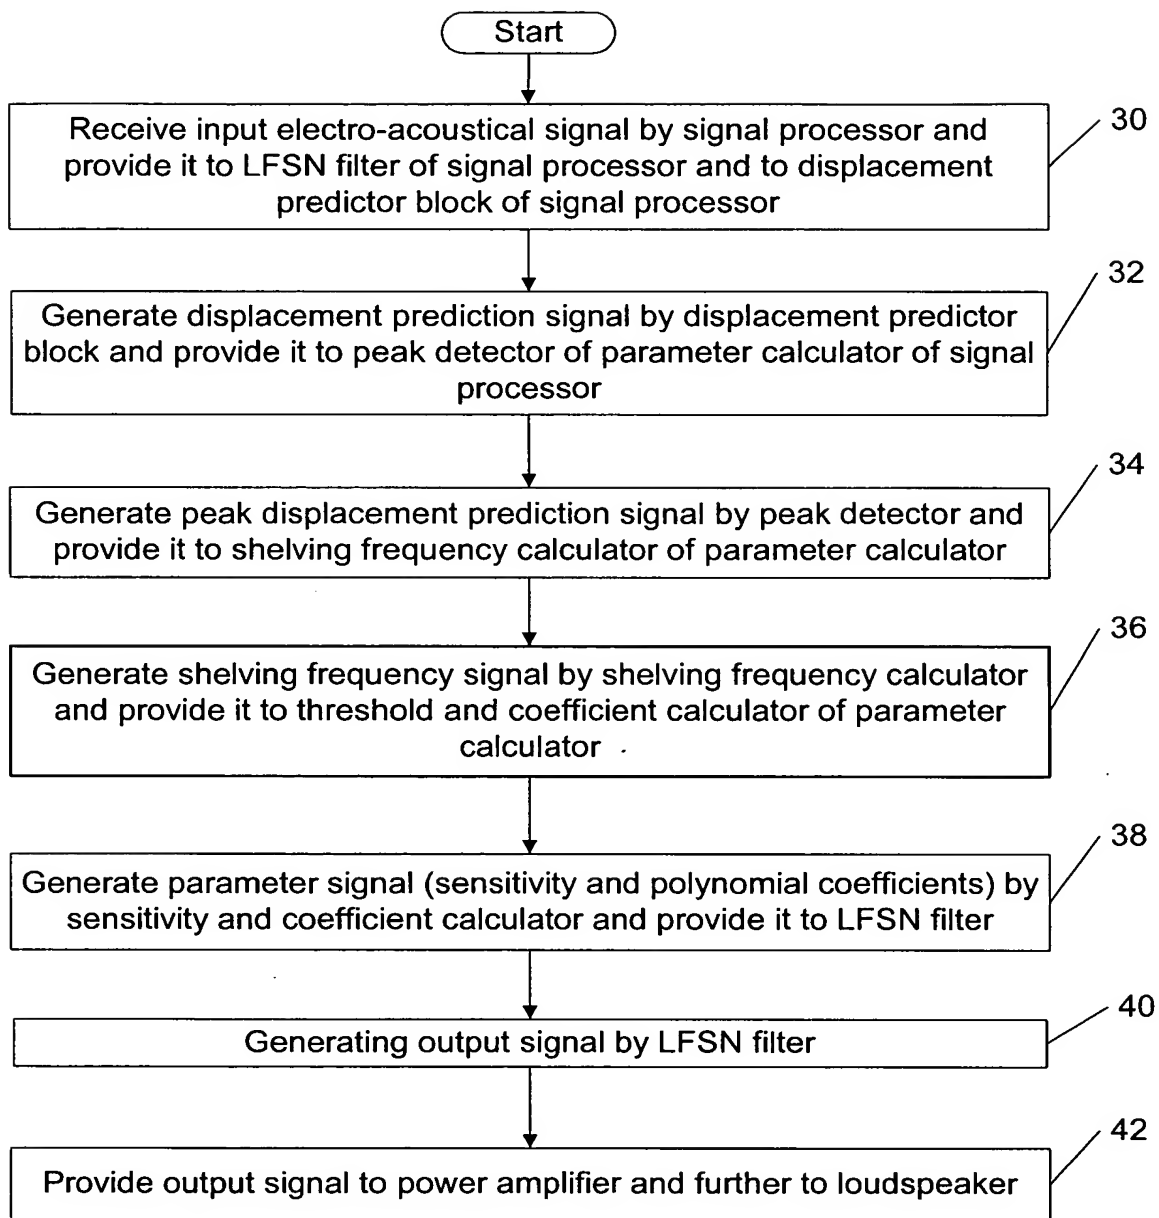 Start
Receive input electro-acoustical signal by signal processor and
provide it to LFSN filter of signal processor and to displacement
predictor block of signal processor
30
Generate displacement prediction signal by displacement predictor
block and provide it to peak detector of parameter calculator of signal
processor
32
Generate peak displacement prediction signal by peak detector and
provide it to shelving frequency calculator of parameter calculator
34
Generate shelving frequency signal by shelving frequency calculator
and provide it to threshold and coefficient calculator of parameter
calculator
36
Generate parameter signal (sensitivity and polynomial coefficients) by
sensitivity and coefficient calculator and provide it to LFSN filter
38
Generating output signal by LFSN filter
40
Provide output signal to power amplifier and further to loudspeaker
42